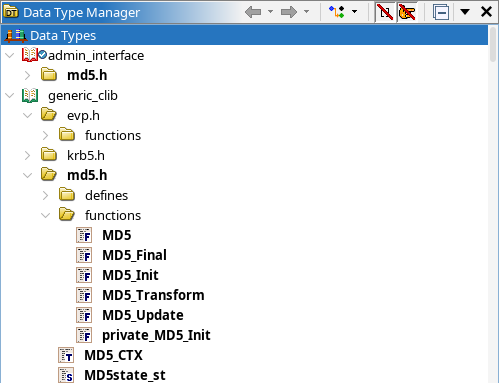 DT Data Type Manager
Data Types
admin_interface
md5.h
generic_clib
evp.h
functions
krb5.h
md5.h
defines
functions
F MD5
F MD5_Final
F MD5_Init
F MD5_Transform
F MD5_Update
F private_MD5_Init
T MD5_CTX
S MD5state_st